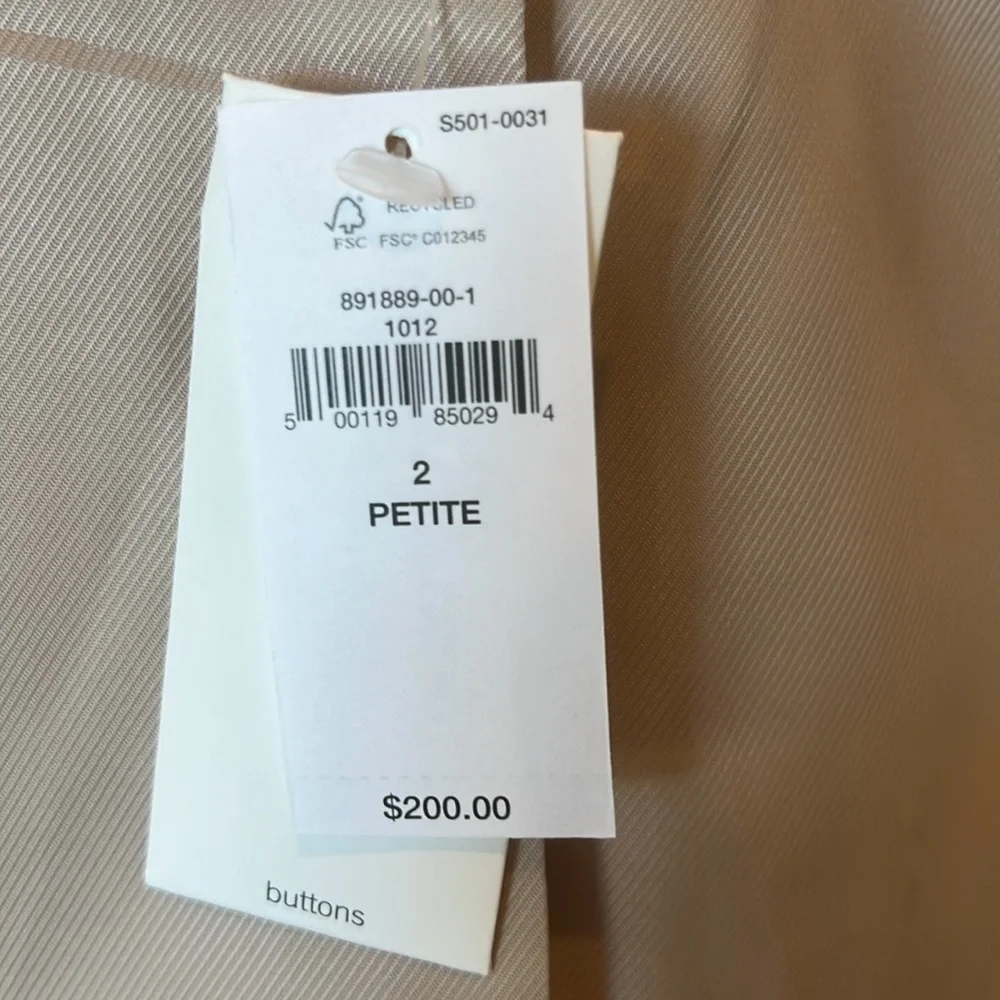 S501-0031
RECYCLED
FSC FSC® C012345
891889-00-1
1012
5 00119 85029 4
2
PETITE
$200.00
buttons